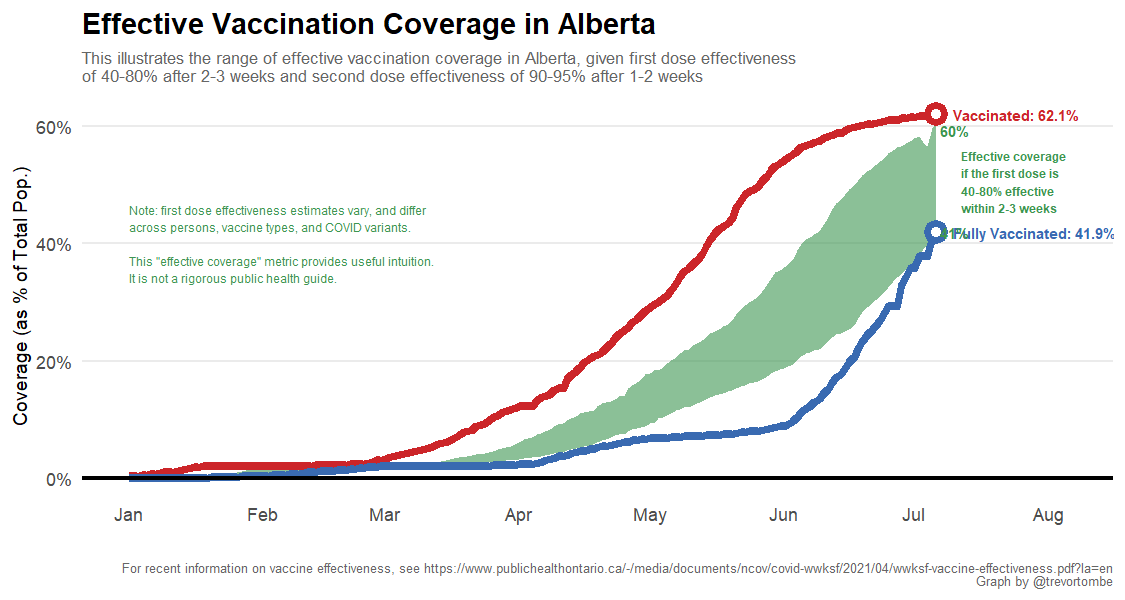 Effective Vaccination Coverage in Alberta
This illustrates the range of effective vaccination coverage in Alberta, given first dose effectiveness
of 40-80% after 2-3 weeks and second dose effectiveness of 90-95% after 1-2 weeks
Coverage (as % of Total Pop.)
60%
40%
20%
0%
Vaccinated: 62.1%
60%
Effective coverage
if the first dose is
40-80% effective
within 2-3 weeks
41%
Fully Vaccinated: 41.9%
Note: first dose effectiveness estimates vary, and differ
across persons, vaccine types, and COVID variants.
This "effective coverage" metric provides useful intuition.
It is not a rigorous public health guide.
Jan Feb Mar Apr May Jun Jul Aug
For recent information on vaccine effectiveness, see https://www.publichealthontario.ca/-/media/documents/ncov/covid-wwksf/2021/04/wwksf-vaccine-effectiveness.pdf?la=en
Graph by @trevortombe